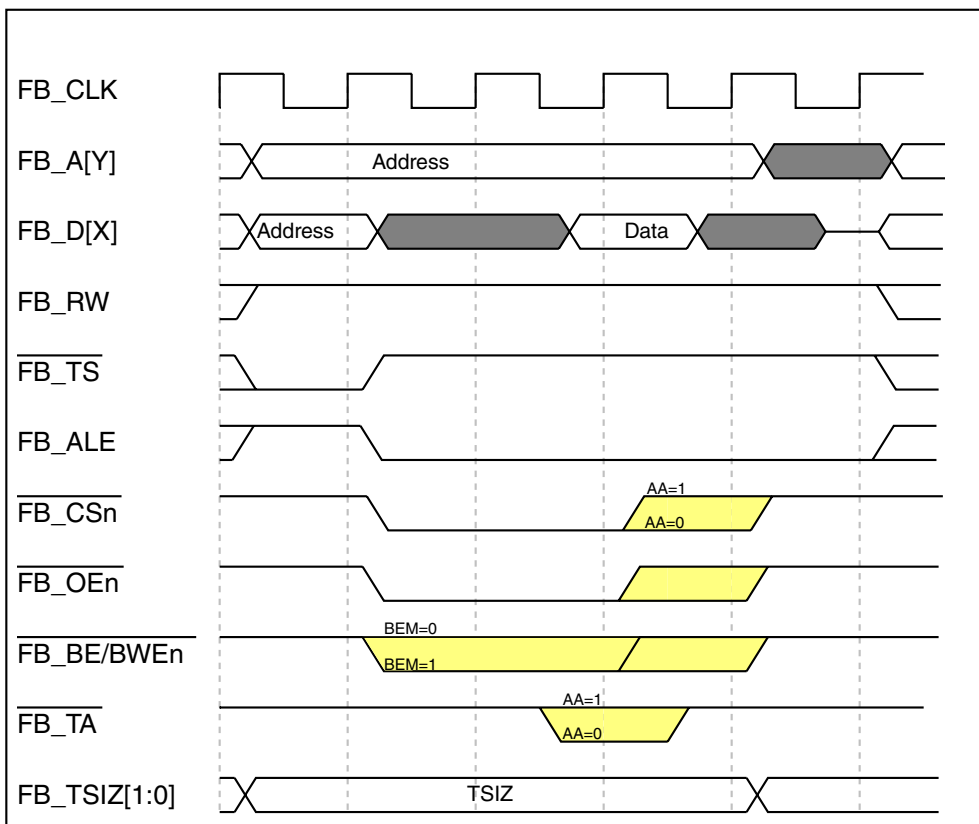 FB_CLK
FB_A[Y]
Address
FB_D[X]
Address
Data
FB_RW
FB_TS
FB_ALE
FB_CSn
AA=1
AA=0
FB_OEn
FB_BE/BWEn
BEM=0
BEM=1
FB_TA
AA=1
AA=0
FB_TSIZ[1:0]
TSIZ